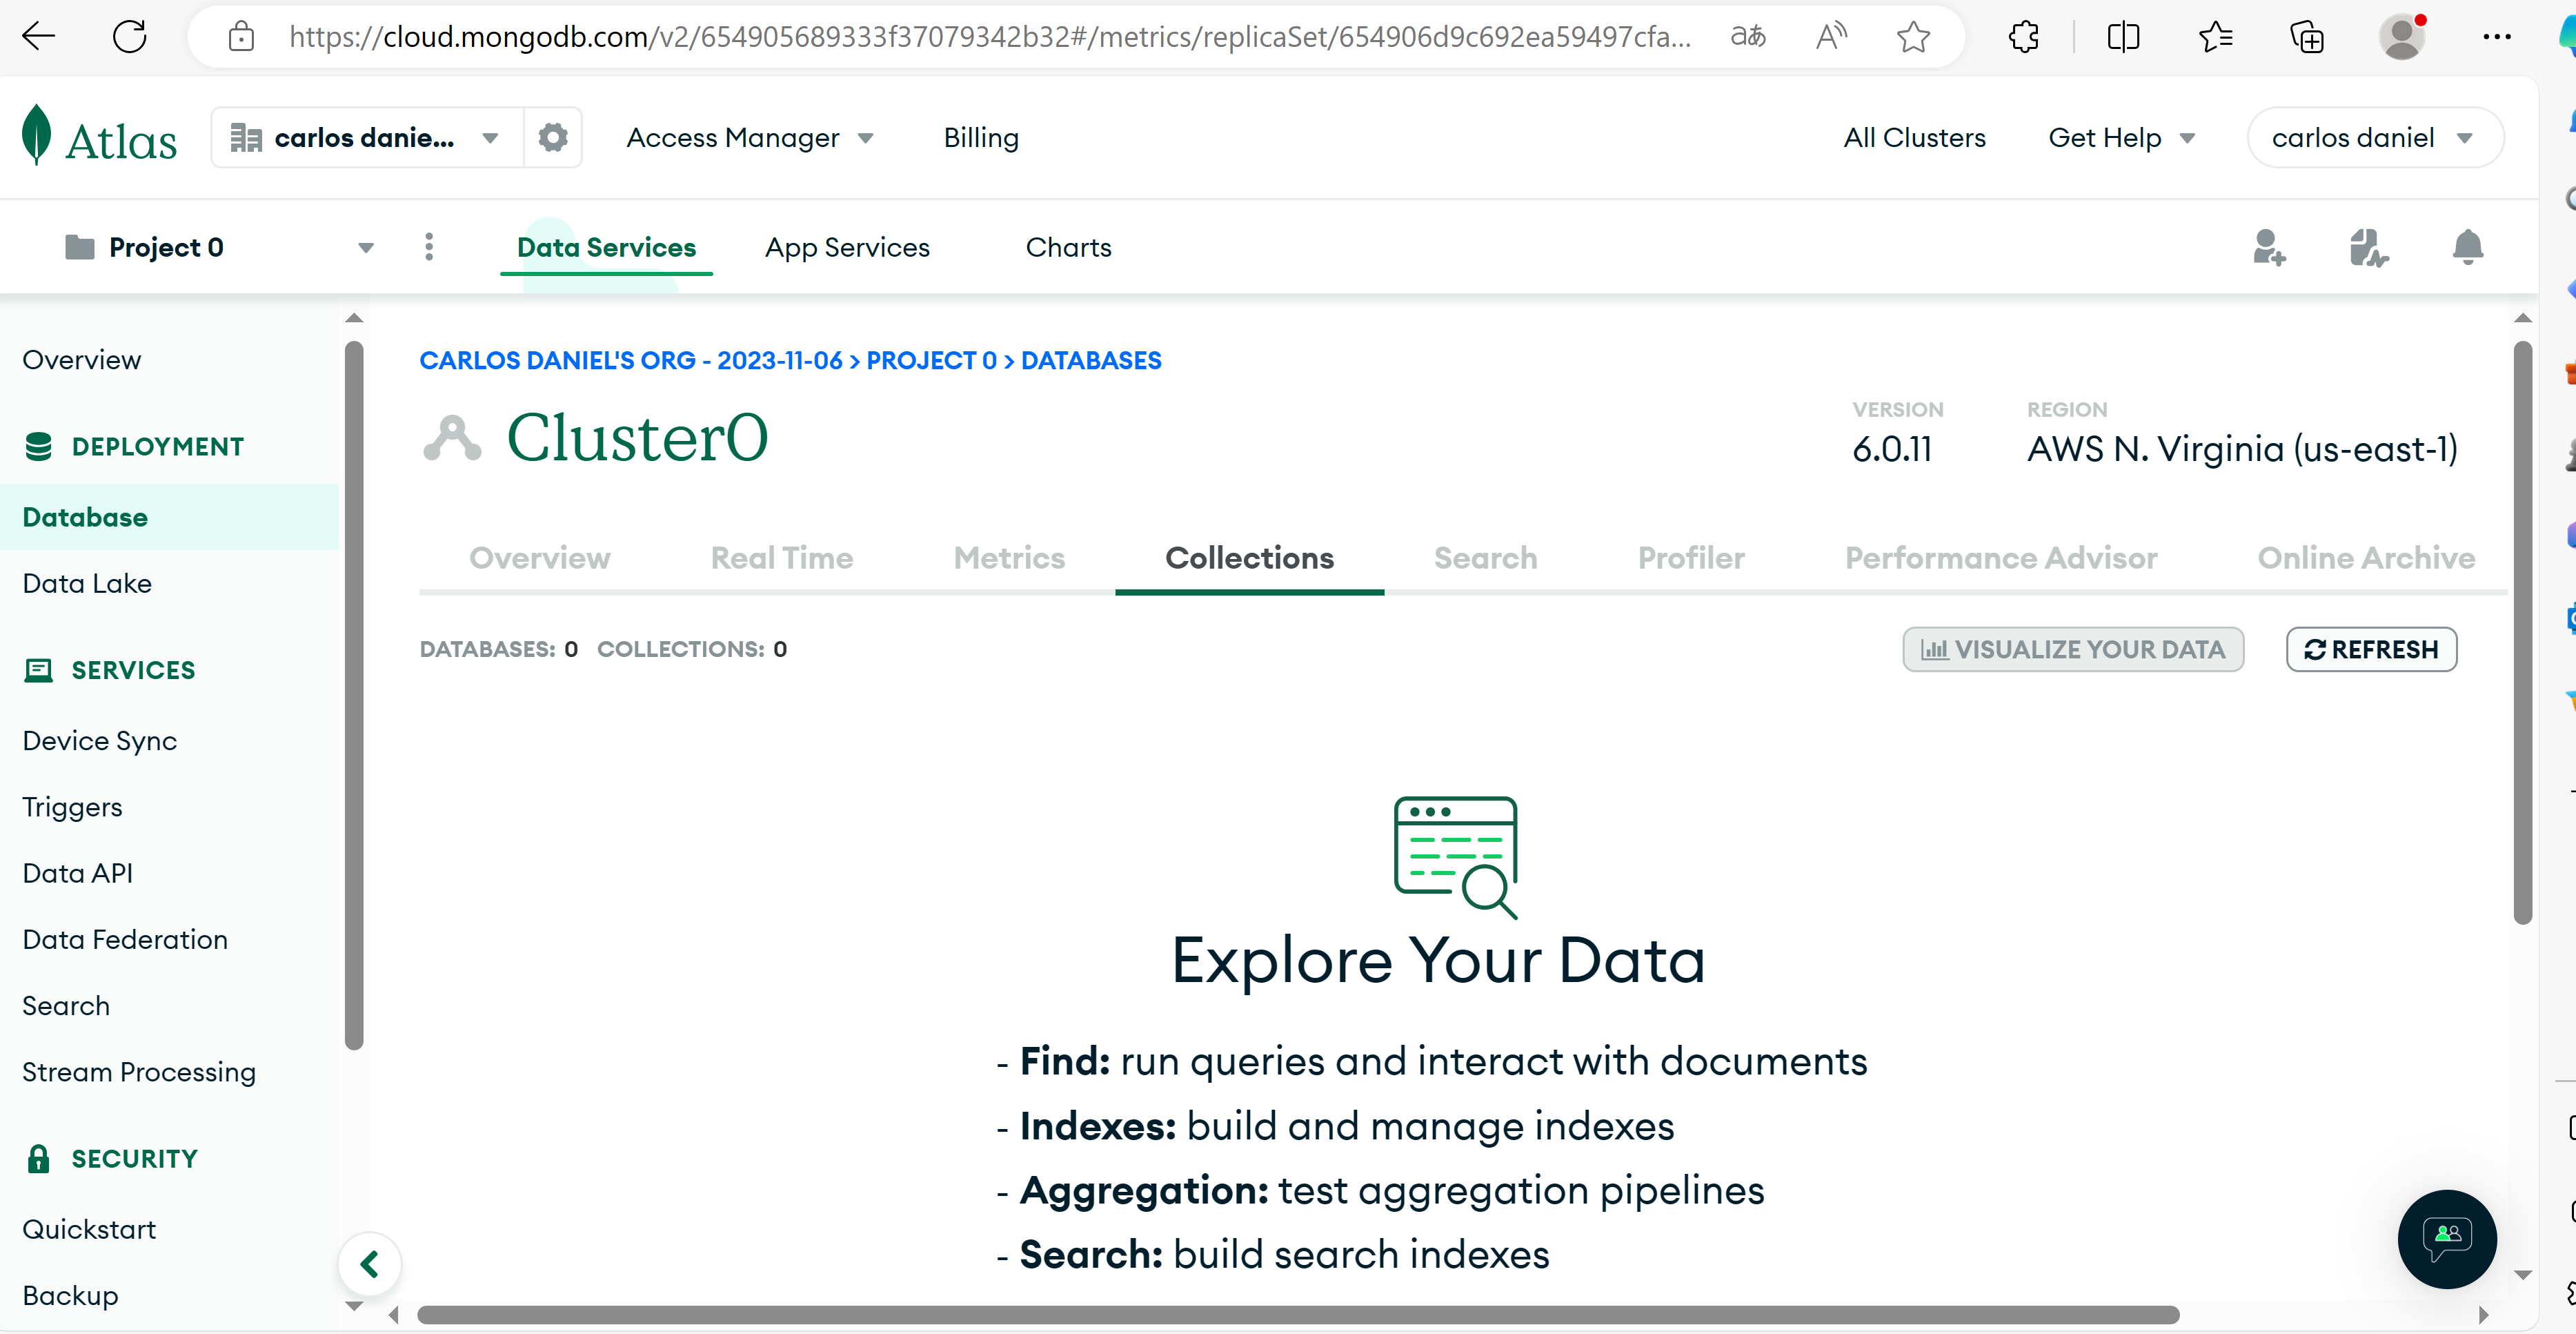 https://cloud.mongodb.com/v2/654905689333f37079342b32#/metrics/replicaSet/654906d9c692ea59497cfa...
Atlas
carlos danie...
Access Manager
Billing
All Clusters
Get Help
carlos daniel
Project 0
Data Services
App Services
Charts
Overview
DEPLOYMENT
Database
Data Lake
SERVICES
Device Sync
Triggers
Data API
Data Federation
Search
Stream Processing
SECURITY
Quickstart
Backup
CARLOS DANIEL'S ORG - 2023-11-06 > PROJECT 0 > DATABASES
Cluster0
VERSION
6.0.11
REGION
AWS N. Virginia (us-east-1)
Overview
Real Time
Metrics
Collections
Search
Profiler
Performance Advisor
Online Archive
DATABASES: 0 COLLECTIONS: 0
VISUALIZE YOUR DATA
REFRESH
Explore Your Data
- Find: run queries and interact with documents
- Indexes: build and manage indexes
- Aggregation: test aggregation pipelines
- Search: build search indexes